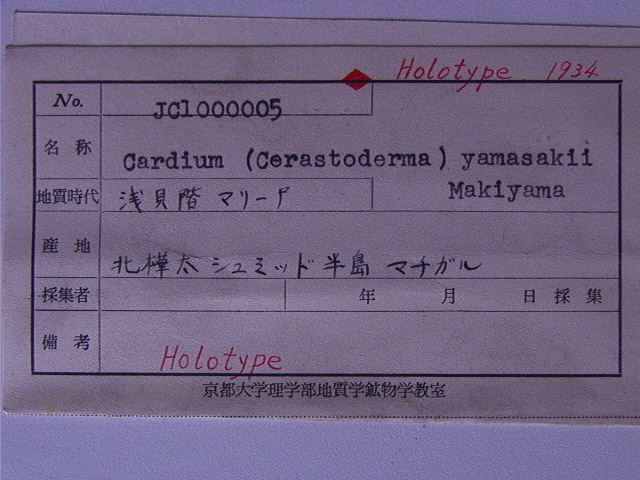 Holotype 1934
No. JC1000005
名称 Cardium (Cerastoderma) yamasakii
Makiyama
地質時代 浅貝階 マリード
産地 北樺太シュミッド半島 マチガル
採集者 年 月 日 採集
備考 Holotype
京都大学理学部地質学鉱物学教室